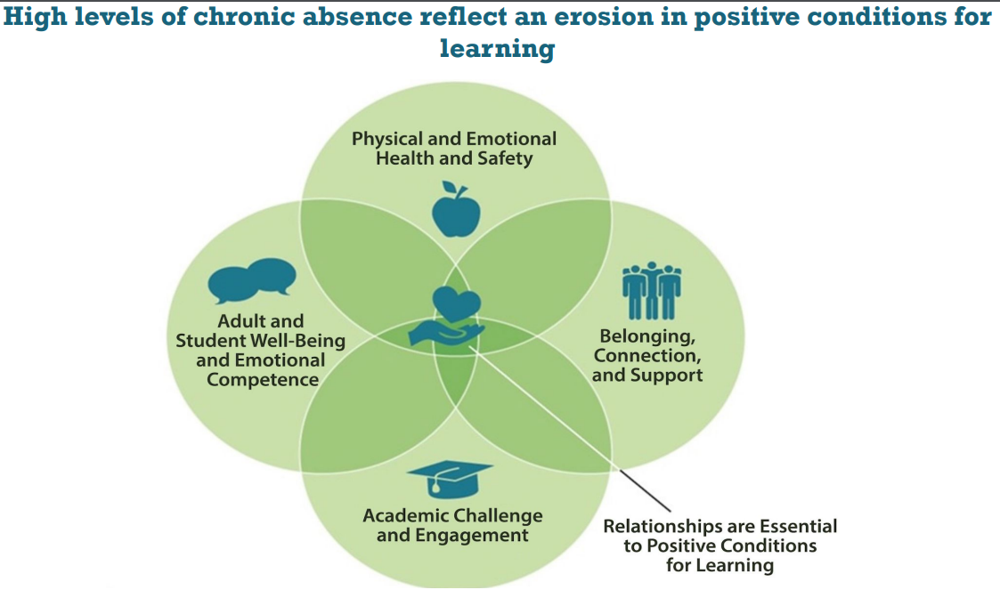 High levels of chronic absence reflect an erosion in positive conditions for
learning
Physical and Emotional
Health and Safety
Adult and
Student Well-Being
and Emotional
Competence
Belonging,
Connection,
and Support
Academic Challenge
and Engagement
Relationships are Essential
to Positive Conditions
for Learning